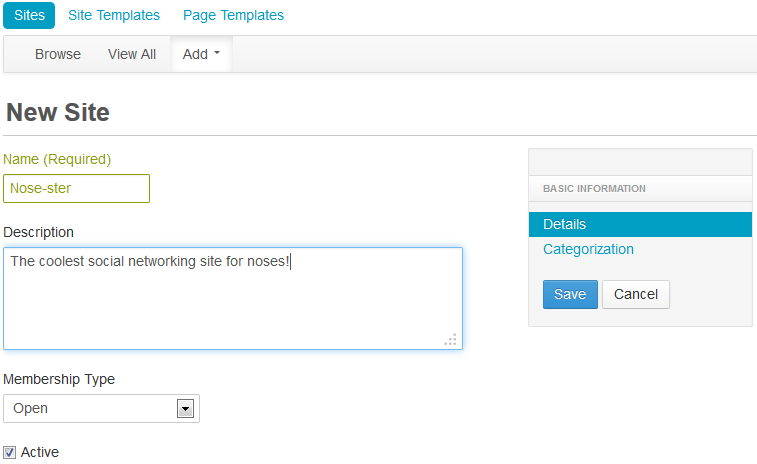 Sites Site Templates Page Templates
Browse View All Add
New Site
Name (Required)
Nose-ster
Description
The coolest social networking site for noses!
Membership Type
Open
Active
BASIC INFORMATION
Details
Categorization
Save Cancel